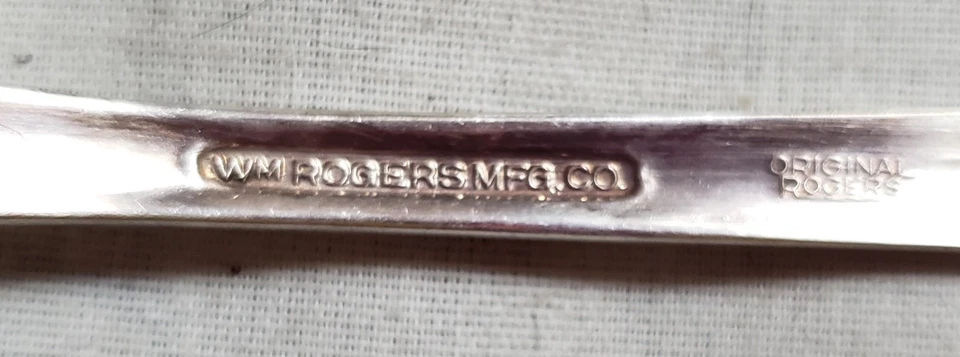 WM ROGERS MFG. CO.
ORIGINAL
ROGERS